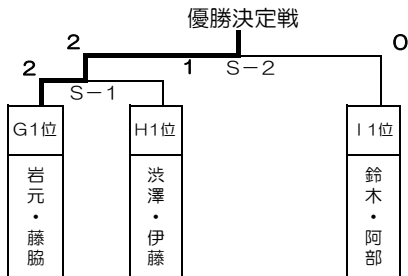 優勝決定戦
2 0
2 1 S－2
S－1
G1位 H1位 I1位
岩元・藤脇
渋澤・伊藤
鈴木・阿部